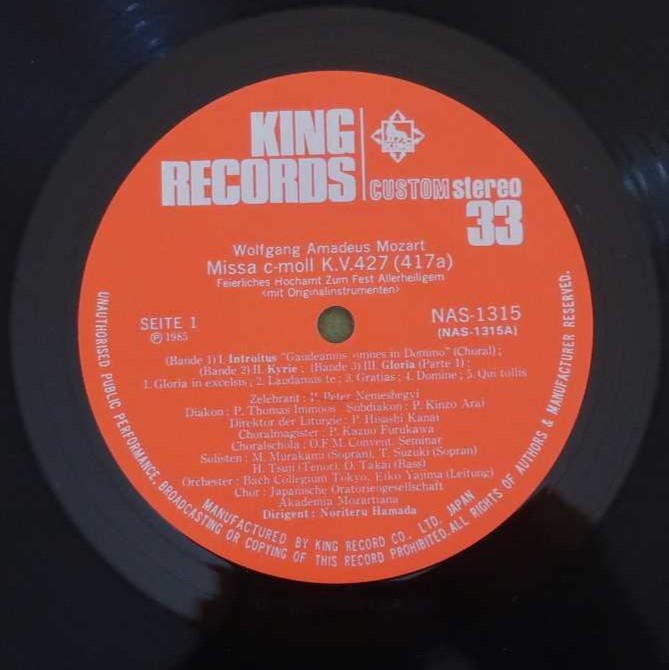 KING
RECORDS
KING
CUSTOM stereo
33
Wolfgang Amadeus Mozart
Missa c-moll K.V.427 (417a)
Feierliches Hochamt Zum Fest Allerheiligem
<mit Originalinstrumenten>
SEITE 1
℗ 1985
NAS-1315
(NAS-1315A)
(Bande 1) I. Introitus "Gaudeamus omnes in Domino" (Choral) ;
(Bande 2) II. Kyrie ; (Bande 3) III. Gloria (Parte 1) ;
1. Gloria in excelsis ; 2. Laudamus te ; 3. Gratias ; 4. Domine ; 5. Qui tollis
Zelebrant : P. Peter Nemeshegyi
Diakon : P. Thomas Immoos Subdiakon : P. Kinzo Arai
Direktor der Liturgie : P. Hisashi Kanai
Choralmagister : P. Kazuo Furukawa
Choralschola : O.F.M. Convent. Seminar
Solisten : M. Murakami (Sopran), T. Suzuki (Sopran)
H. Tsuji (Tenor), O. Takai (Bass)
Orchester : Bach Collegium Tokyo, Eiko Yajima (Leitung)
Chor : Japanische Oratoriengesellschaft
Akademia Mozartiana
Dirigent : Noriteru Hamada
MANUFACTURED BY KING RECORD CO., LTD. JAPAN
UNAUTHORISED PUBLIC PERFORMANCE, BROADCASTING OR COPYING OF THIS RECORD PROHIBITED. ALL RIGHTS OF AUTHORS & MANUFACTURER RESERVED.